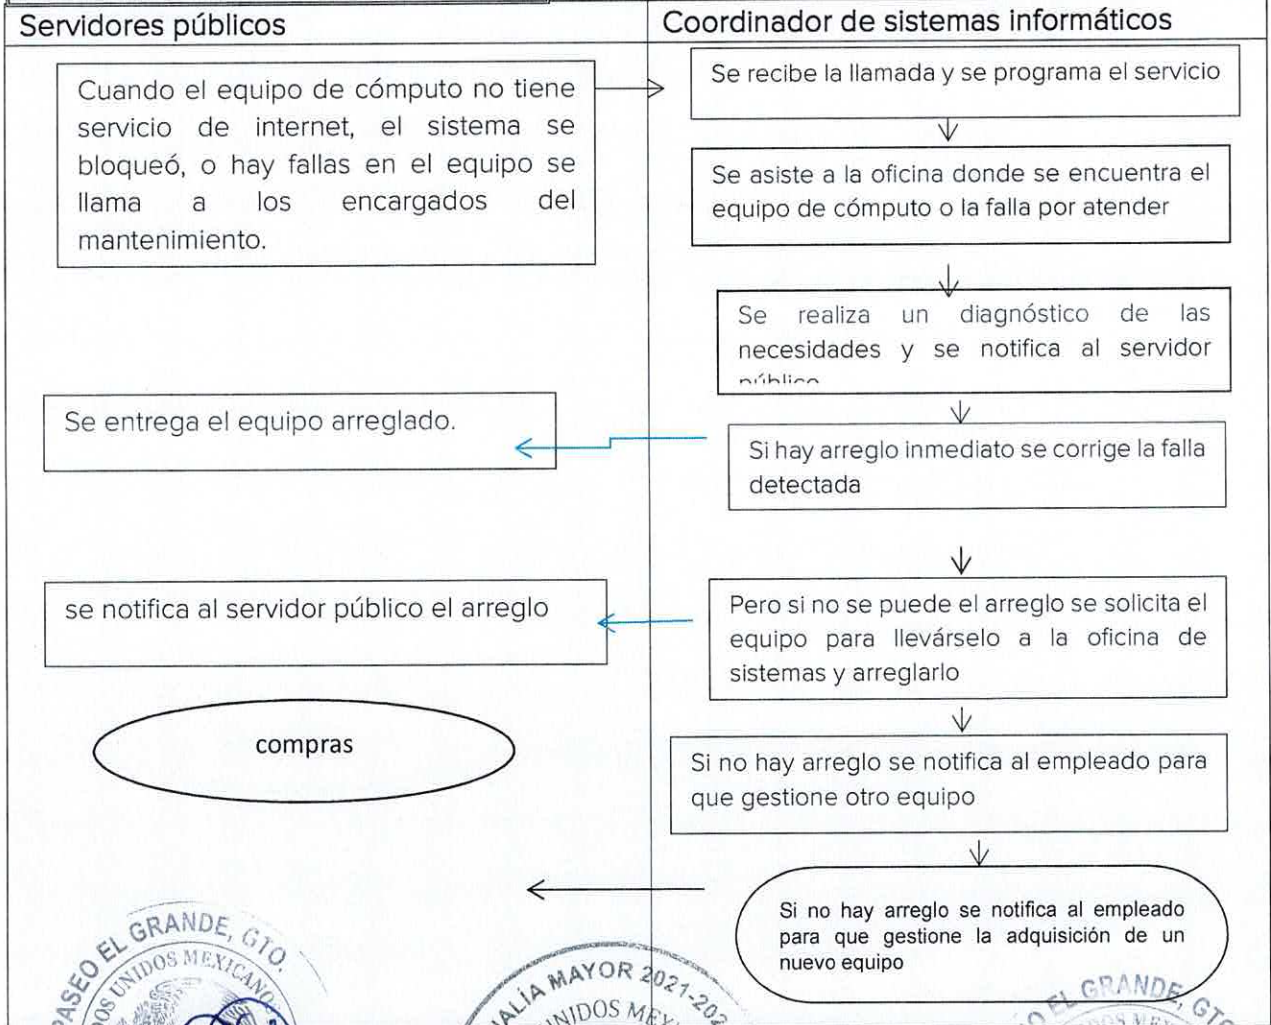 Servidores públicos
Coordinador de sistemas informáticos
Cuando el equipo de cómputo no tiene
servicio de internet, el sistema se
bloqueó, o hay fallas en el equipo se
llama a los encargados del
mantenimiento.
Se recibe la llamada y se programa el servicio
Se asiste a la oficina donde se encuentra el
equipo de cómputo o la falla por atender
Se realiza un diagnóstico de las
necesidades y se notifica al servidor
público
Se entrega el equipo arreglado.
Si hay arreglo inmediato se corrige la falla
detectada
se notifica al servidor público el arreglo
Pero si no se puede el arreglo se solicita el
equipo para llevárselo a la oficina de
sistemas y arreglarlo
compras
Si no hay arreglo se notifica al empleado para
que gestione otro equipo
Si no hay arreglo se notifica al empleado
para que gestione la adquisición de un
nuevo equipo
PASEO EL GRANDE, GTO.
UNIDOS MEXICANO
MAYOR 2021-202
UNIDOS MEX
EL GRANDE, GTO